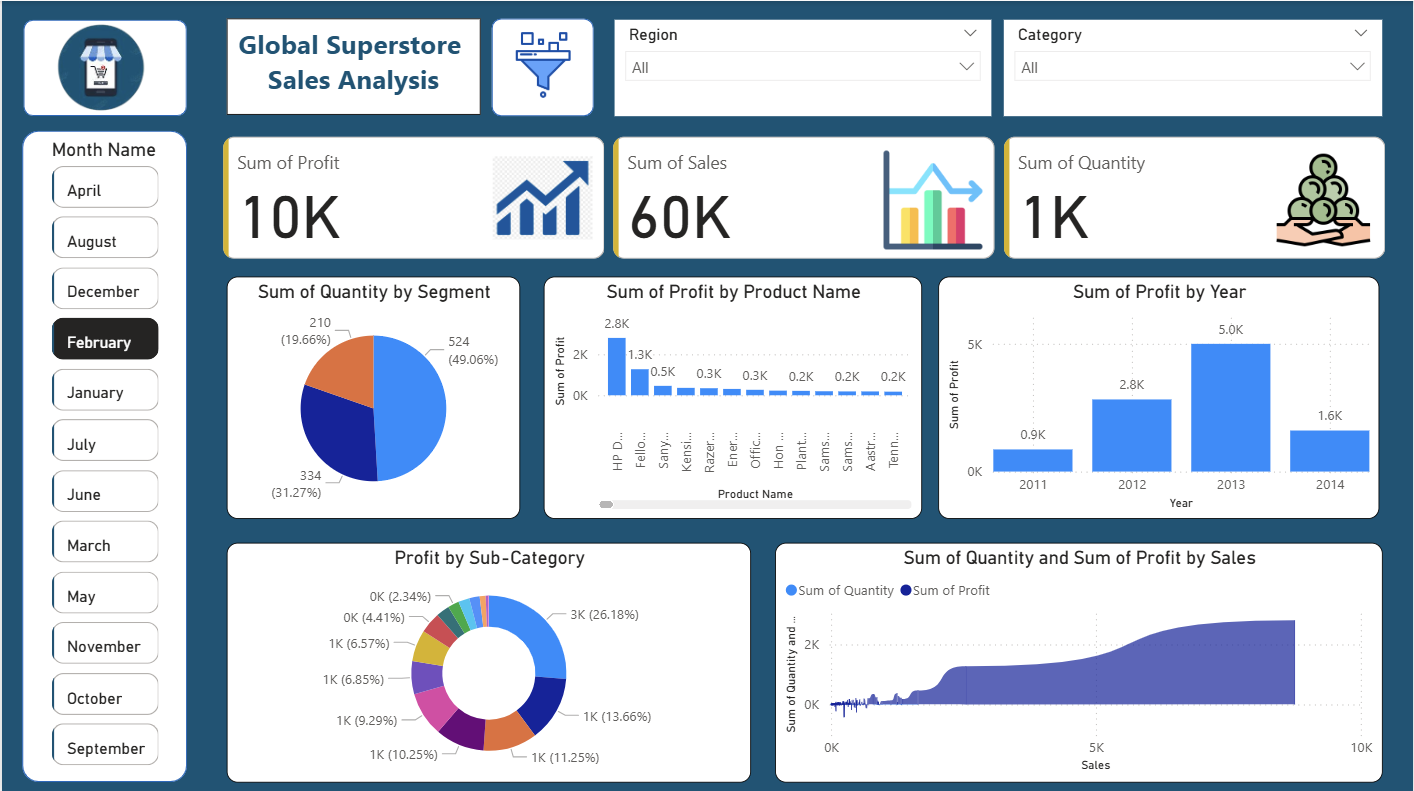 Global Superstore
Sales Analysis
Region
All
Category
All
Month Name
April
August
December
February
January
July
June
March
May
November
October
September
Sum of Profit
10K
Sum of Sales
60K
Sum of Quantity
1K
Sum of Quantity by Segment
210
(19.66%)
524
(49.06%)
334
(31.27%)
Sum of Profit by Product Name
Sum of Profit
2K
0K
2.8K
1.3K
0.5K
0.3K
0.3K
0.2K
0.2K
0.2K
HP D...
Fello...
Sany...
Kensi...
Razer...
Ener...
Offic...
Hon ...
Plant...
Sams...
Sams...
Aastr...
Tenn...
Product Name
Sum of Profit by Year
Sum of Profit
5K
0K
0.9K
2.8K
5.0K
1.6K
2011
2012
2013
2014
Year
Profit by Sub-Category
0K (2.34%)
0K (4.41%)
1K (6.57%)
1K (6.85%)
1K (9.29%)
1K (10.25%)
3K (26.18%)
1K (13.66%)
1K (11.25%)
Sum of Quantity and Sum of Profit by Sales
Sum of Quantity
Sum of Profit
Sum of Quantity and ...
2K
0K
0K
5K
10K
Sales